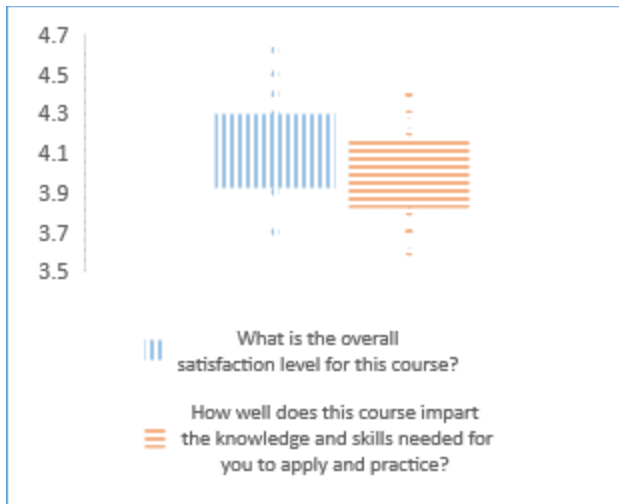 4.7
4.5
4.3
4.1
3.9
3.7
3.5
What is the overall
satisfaction level for this course?
How well does this course impart
the knowledge and skills needed for
you to apply and practice?